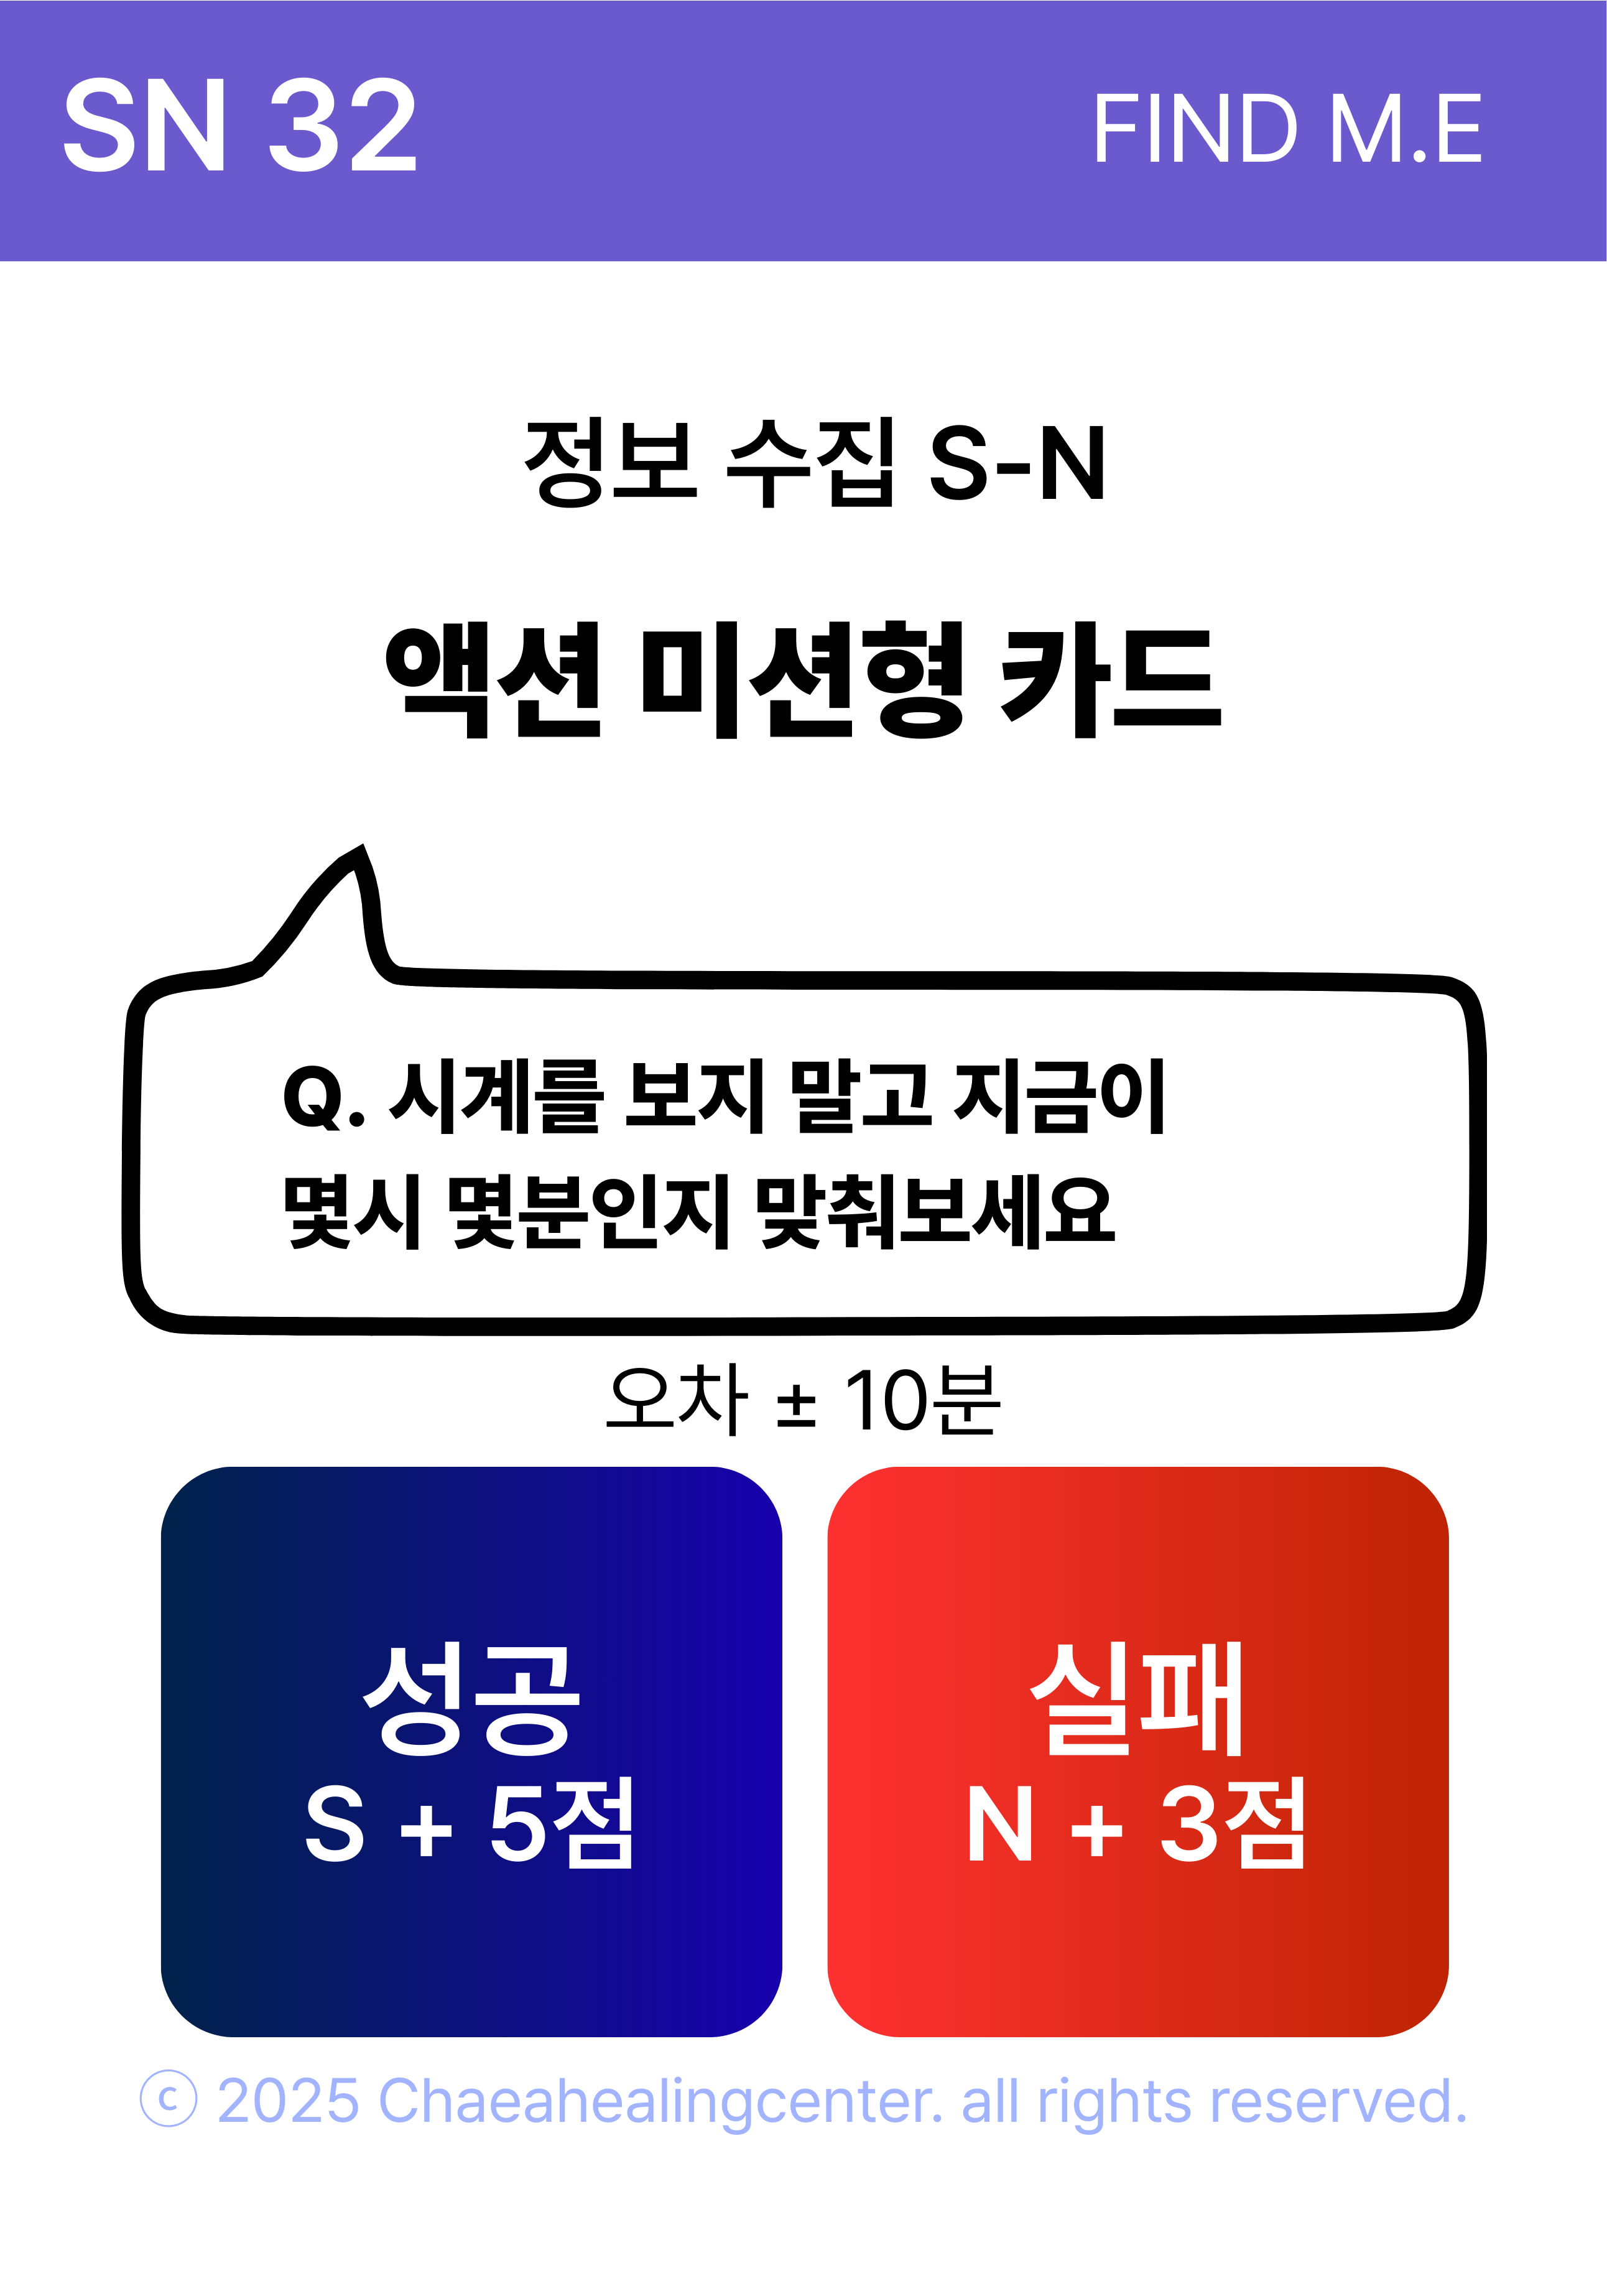 SN 32
FIND M.E
정보 수집 S-N
액션 미션형 카드
Q. 시계를 보지 말고 지금이
몇시 몇분인지 맞춰보세요
오차 ± 10분
성공
S + 5점
실패
N + 3점
ⓒ 2025 Chaeahealingcenter. all rights reserved.